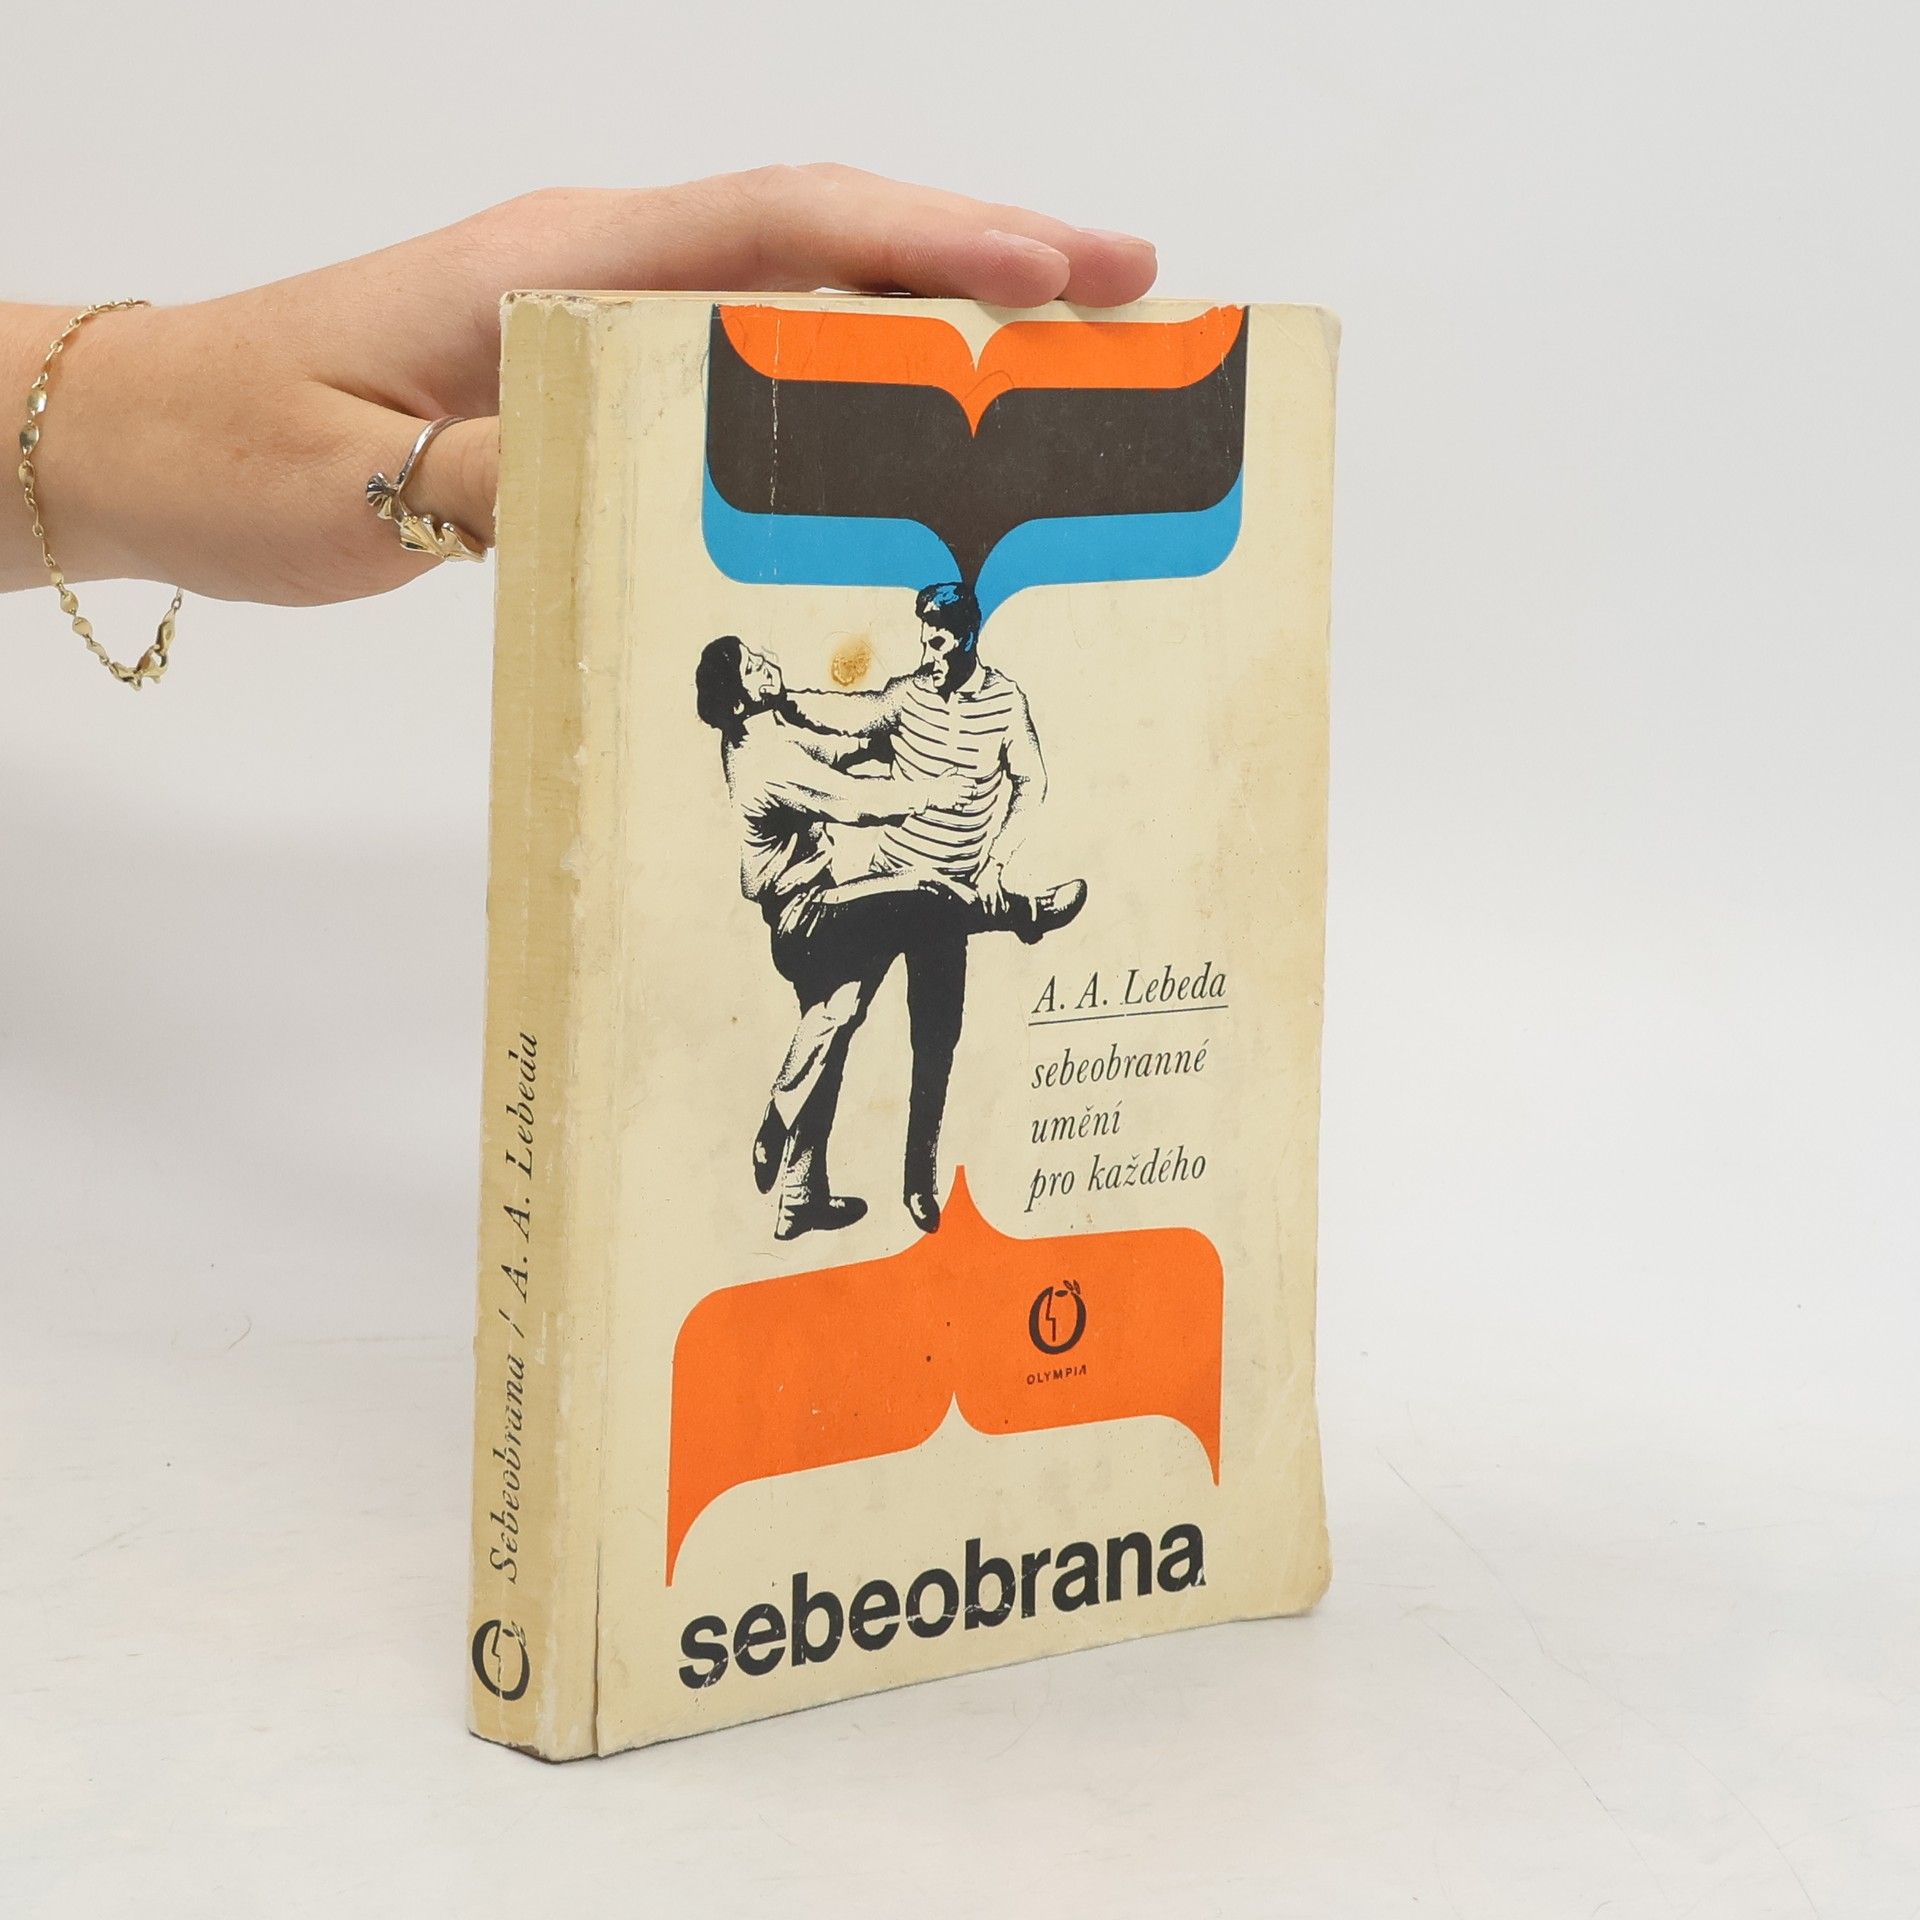 A. A. Lebeda
sebeobranné
umění
pro každého
OLYMPIA
sebeobrana
Sebeobrana / A. A. Lebeda